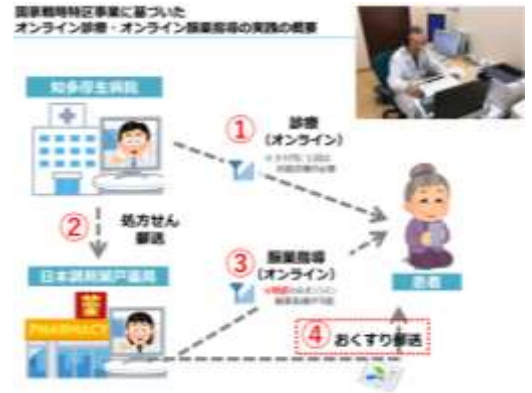 国家戦略特区事業に基づいた
オンライン診療・オンライン服薬指導の実践の概要
知多厚生病院
①
診療
(オンライン)
②
処方せん
郵送
日本調剤瀬戸薬局
PHARMACY
③
服薬指導
(オンライン)
患者
④
おくすり郵送